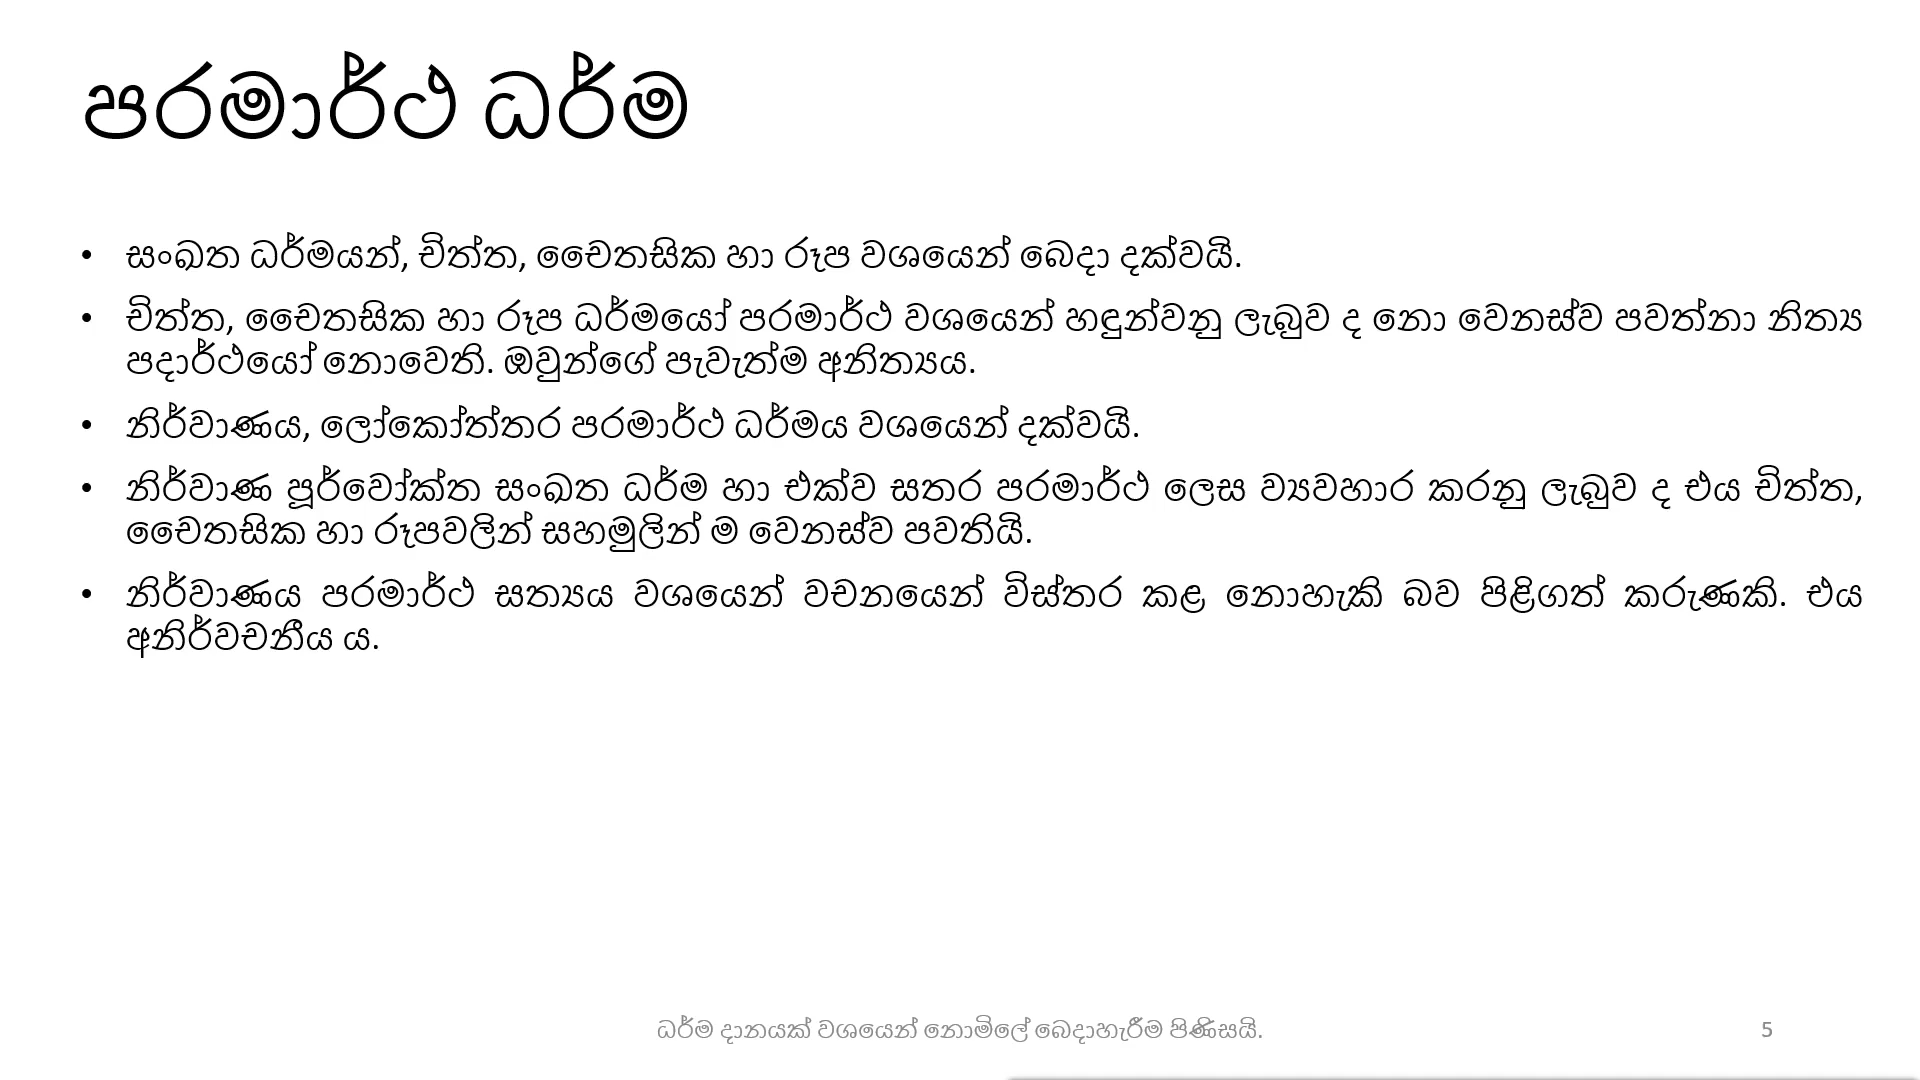 පරමාර්ථ ධර්ම
• සංඛත ධර්මයන්, චිත්ත, චෛතසික හා රූප වශයෙන් බෙදා දක්වයි.
• චිත්ත, චෛතසික හා රූප ධර්මයෝ පරමාර්ථ වශයෙන් හඳුන්වනු ලැබුව ද නො වෙනස්ව පවත්නා නිත්‍ය
පදාර්ථයෝ නොවෙති. ඔවුන්ගේ පැවැත්ම අනිත්‍යය.
• නිර්වාණය, ලෝකෝත්තර පරමාර්ථ ධර්මය වශයෙන් දක්වයි.
• නිර්වාණ පූර්වෝක්ත සංඛත ධර්ම හා එක්ව සතර පරමාර්ථ ලෙස ව්‍යවහාර කරනු ලැබුව ද එය චිත්ත,
චෛතසික හා රූපවලින් සහමුලින් ම වෙනස්ව පවතියි.
• නිර්වාණය පරමාර්ථ සත්‍යය වශයෙන් වචනයෙන් විස්තර කළ නොහැකි බව පිළිගත් කරුණකි. එය
අනිර්වචනීය ය.
ධර්ම දානයක් වශයෙන් නොමිලේ බෙදාහැරීම පිණිසයි.
5